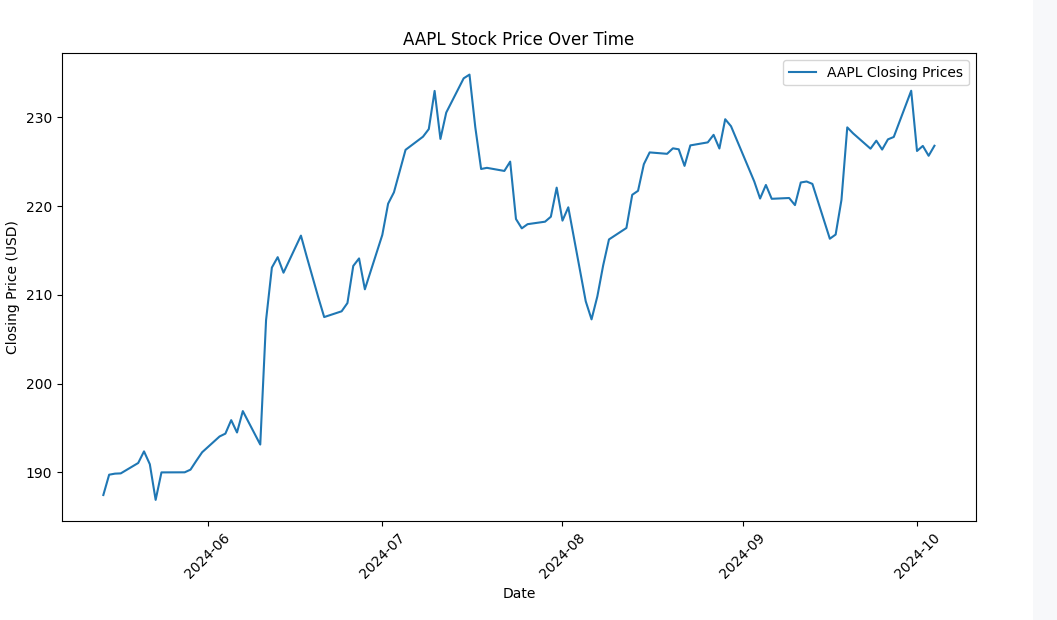 AAPL Stock Price Over Time
AAPL Closing Prices
Closing Price (USD)
230
220
210
200
190
2024-06
2024-07
2024-08
2024-09
2024-10
Date